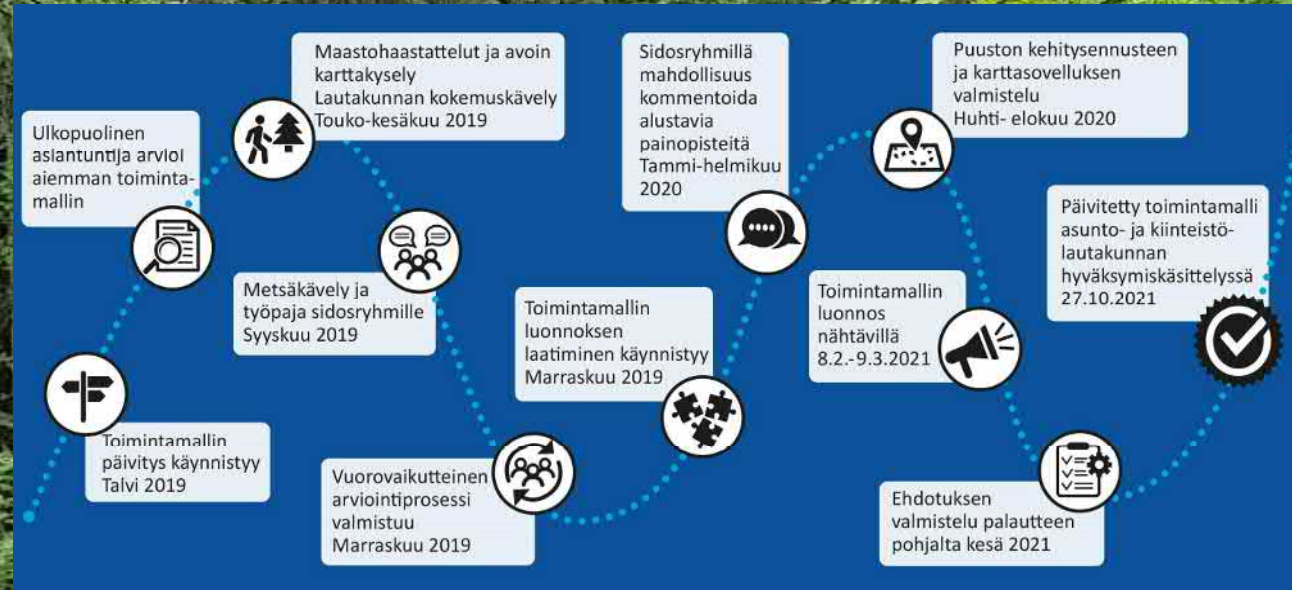 Toimintamallin
päivitys käynnistyy
Talvi 2019
Ulkopuolinen
asiantuntija arvioi
aiemman toiminta-
mallin
Maastohaastattelut ja avoin
karttakysely
Lautakunnan kokemuskävely
Touko-kesäkuu 2019
Metsäkävely ja
työpaja sidosryhmille
Syyskuu 2019
Vuorovaikutteinen
arviointiprosessi
valmistuu
Marraskuu 2019
Toimintamallin
luonnoksen
laatiminen käynnistyy
Marraskuu 2019
Sidosryhmillä
mahdollisuus
kommentoida
alustavia
painopisteitä
Tammi-helmikuu
2020
Puuston kehitysennusteen
ja karttasovelluksen
valmistelu
Huhti- elokuu 2020
Toimintamallin
luonnos
nähtävillä
8.2.-9.3.2021
Ehdotuksen
valmistelu palautteen
pohjalta kesä 2021
Päivitetty toimintamalli
asunto- ja kiinteistö-
lautakunnan
hyväksymiskäsittelyssä
27.10.2021